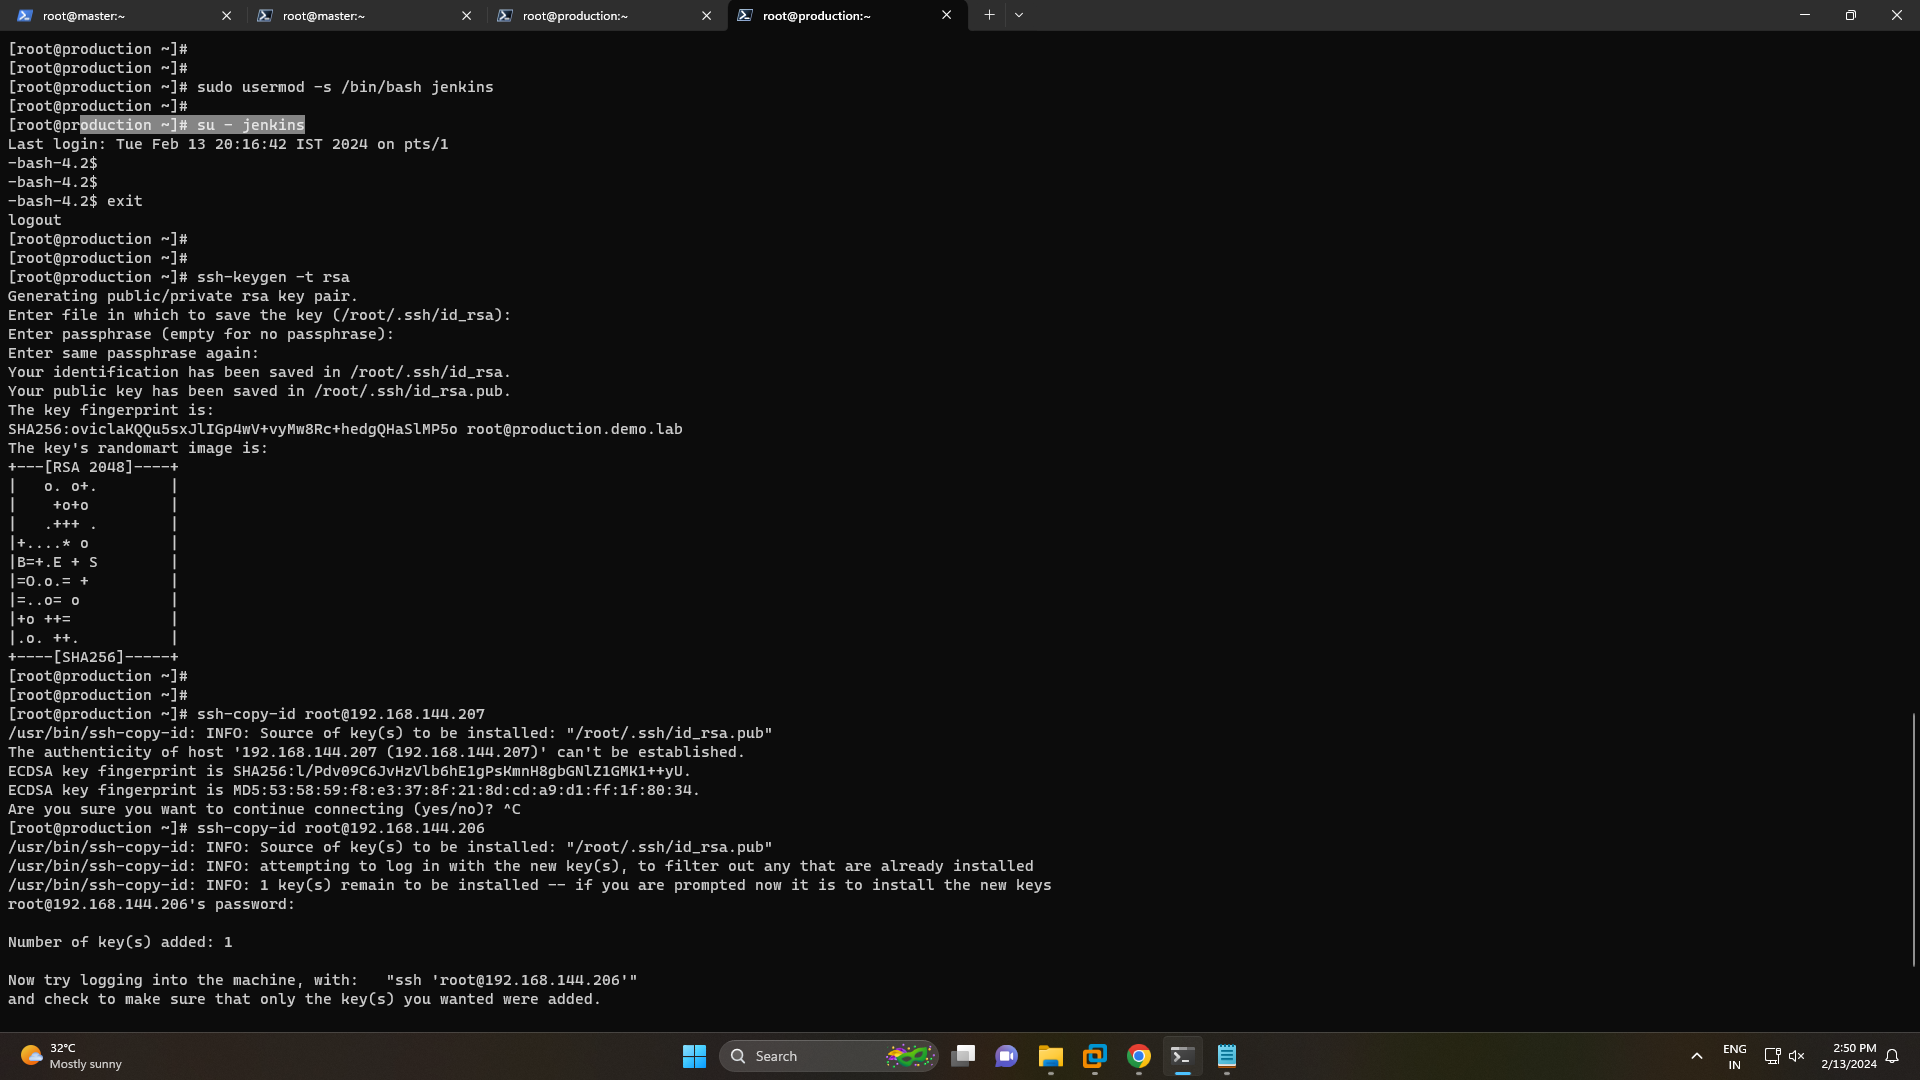 root@master:~
root@master:~
root@production:~
root@production:~
[root@production ~]#
[root@production ~]#
[root@production ~]# sudo usermod -s /bin/bash jenkins
[root@production ~]#
[root@production ~]# su - jenkins
Last login: Tue Feb 13 20:16:42 IST 2024 on pts/1
-bash-4.2$
-bash-4.2$
-bash-4.2$ exit
logout
[root@production ~]#
[root@production ~]#
[root@production ~]# ssh-keygen -t rsa
Generating public/private rsa key pair.
Enter file in which to save the key (/root/.ssh/id_rsa):
Enter passphrase (empty for no passphrase):
Enter same passphrase again:
Your identification has been saved in /root/.ssh/id_rsa.
Your public key has been saved in /root/.ssh/id_rsa.pub.
The key fingerprint is:
SHA256:oviclaKQQu5sxJlIGp4wV+vyMw8Rc+hedgQHaSlMP5o root@production.demo.lab
The key's randomart image is:
+---[RSA 2048]----+
|   o. o+.        |
|    +o+o         |
|   .+++ .        |
|+....* o         |
|B=+.E + S        |
|=O.o.= +         |
|=..o= o          |
|+o ++=           |
|.o. ++.          |
+----[SHA256]-----+
[root@production ~]#
[root@production ~]#
[root@production ~]# ssh-copy-id root@192.168.144.207
/usr/bin/ssh-copy-id: INFO: Source of key(s) to be installed: "/root/.ssh/id_rsa.pub"
The authenticity of host '192.168.144.207 (192.168.144.207)' can't be established.
ECDSA key fingerprint is SHA256:l/Pdv09C6JvHzVlb6hE1gPsKmnH8gbGNlZ1GMK1++yU.
ECDSA key fingerprint is MD5:53:58:59:f8:e3:37:8f:21:8d:cd:a9:d1:ff:1f:80:34.
Are you sure you want to continue connecting (yes/no)? ^C
[root@production ~]# ssh-copy-id root@192.168.144.206
/usr/bin/ssh-copy-id: INFO: Source of key(s) to be installed: "/root/.ssh/id_rsa.pub"
/usr/bin/ssh-copy-id: INFO: attempting to log in with the new key(s), to filter out any that are already installed
/usr/bin/ssh-copy-id: INFO: 1 key(s) remain to be installed -- if you are prompted now it is to install the new keys
root@192.168.144.206's password:
Number of key(s) added: 1
Now try logging into the machine, with:   "ssh 'root@192.168.144.206'"
and check to make sure that only the key(s) you wanted were added.
32°C
Mostly sunny
Search
ENG
IN
2:50 PM
2/13/2024